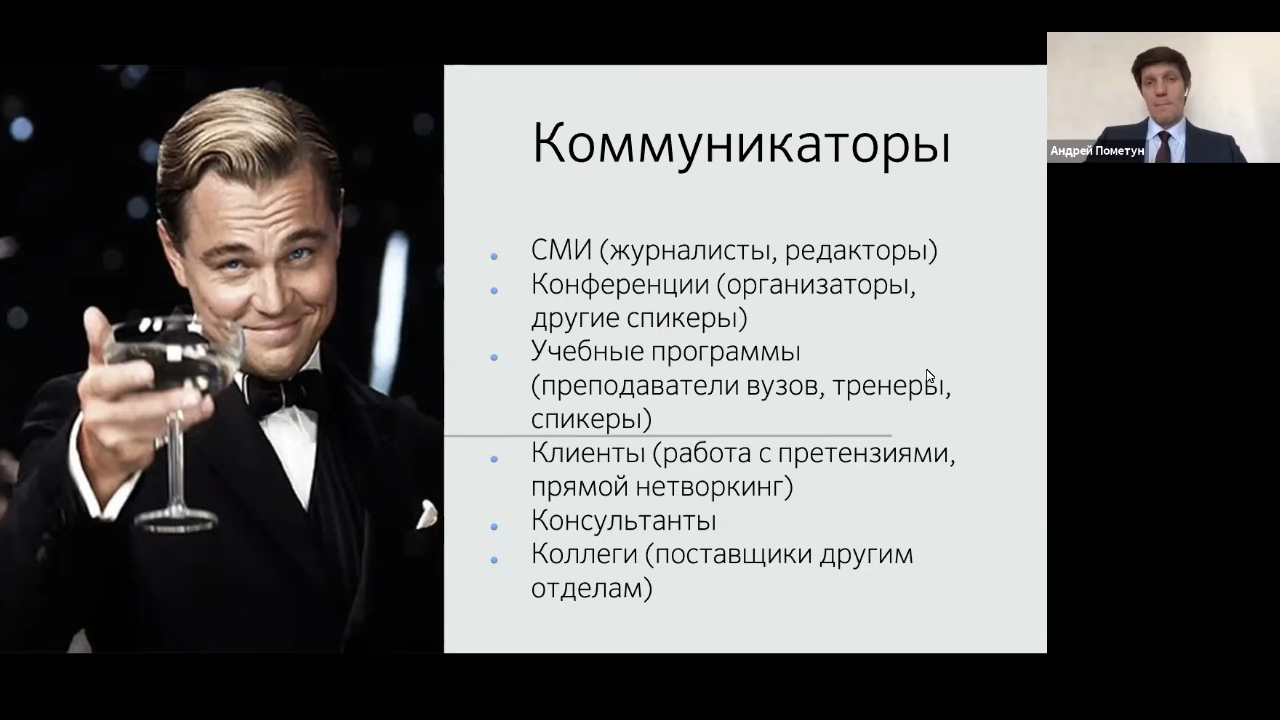 Коммуникаторы
СМИ (журналисты, редакторы)
Конференции (организаторы,
другие спикеры)
Учебные программы
(преподаватели вузов, тренеры,
спикеры)
Клиенты (работа с претензиями,
прямой нетворкинг)
Консультанты
Коллеги (поставщики другим
отделам)
Андрей Пометун